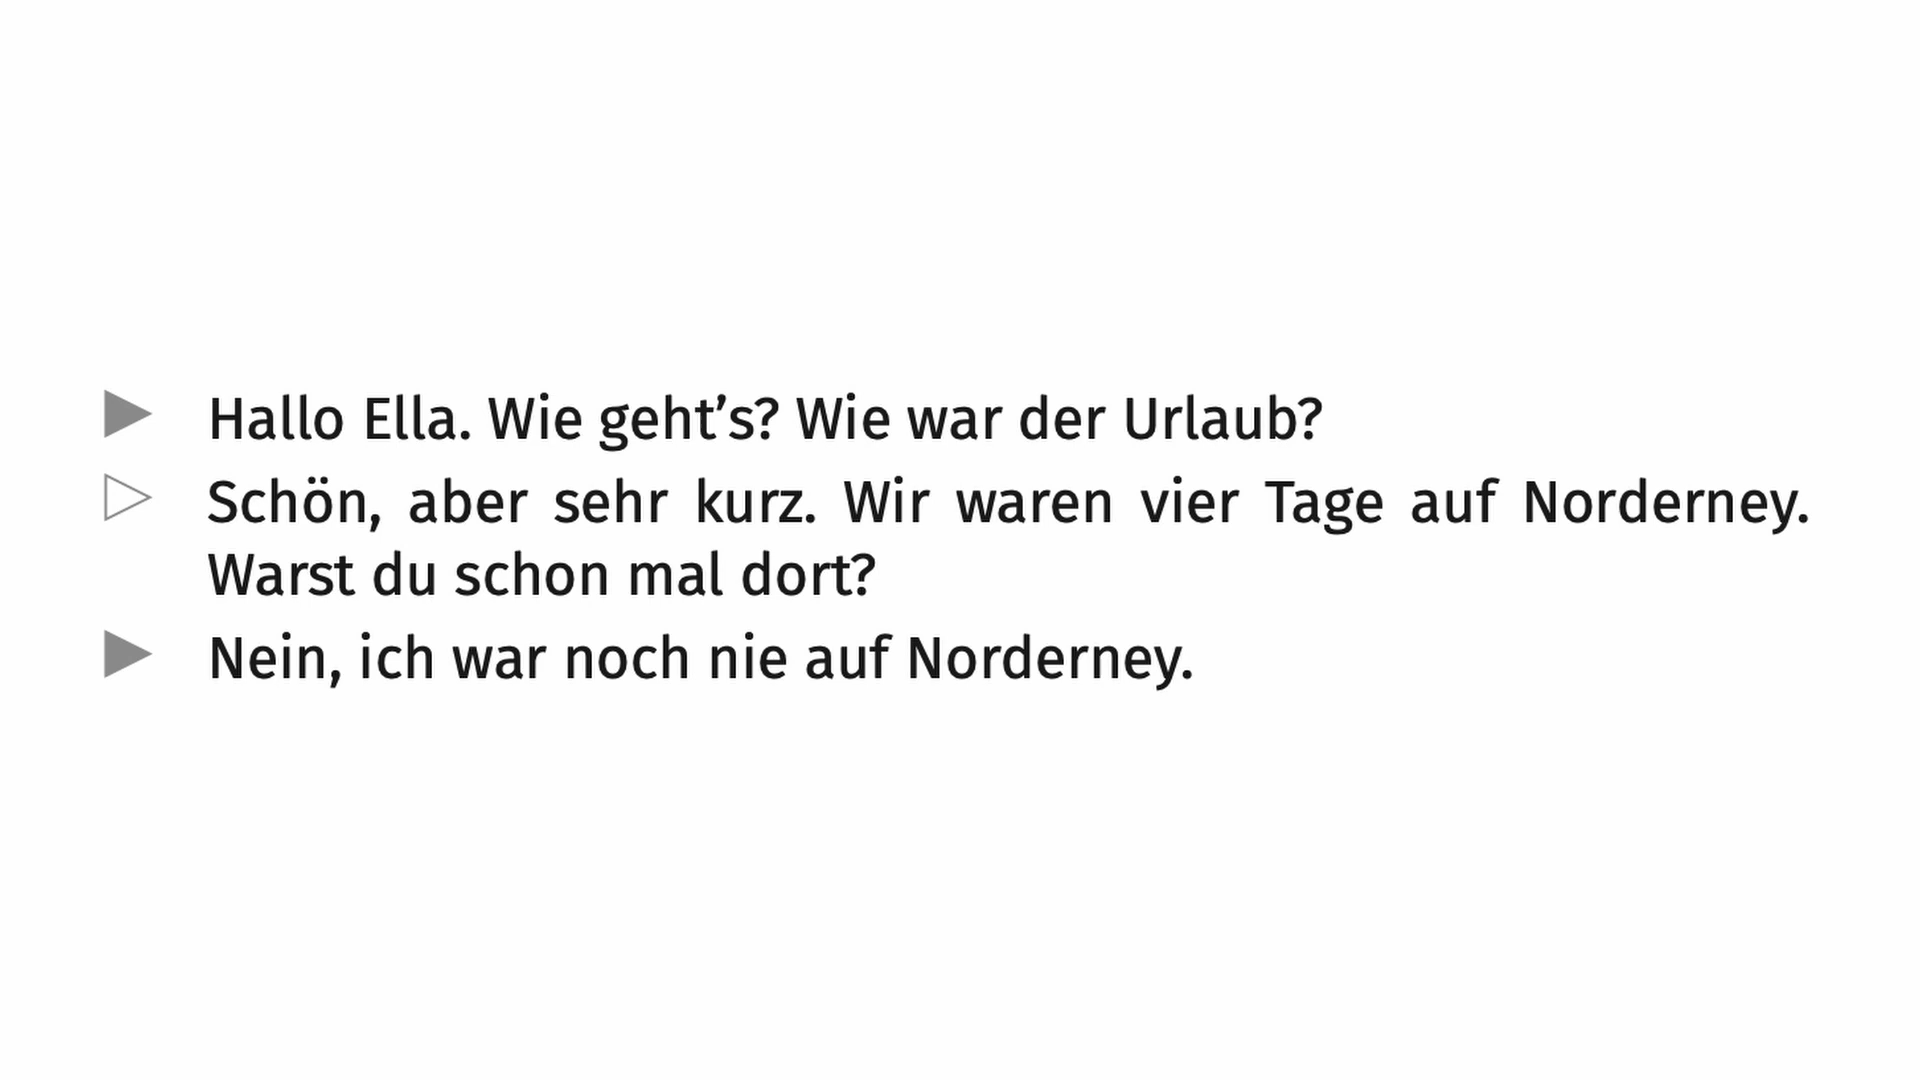 Hallo Ella. Wie geht’s? Wie war der Urlaub?
Schön, aber sehr kurz. Wir waren vier Tage auf Norderney.
Warst du schon mal dort?
Nein, ich war noch nie auf Norderney.